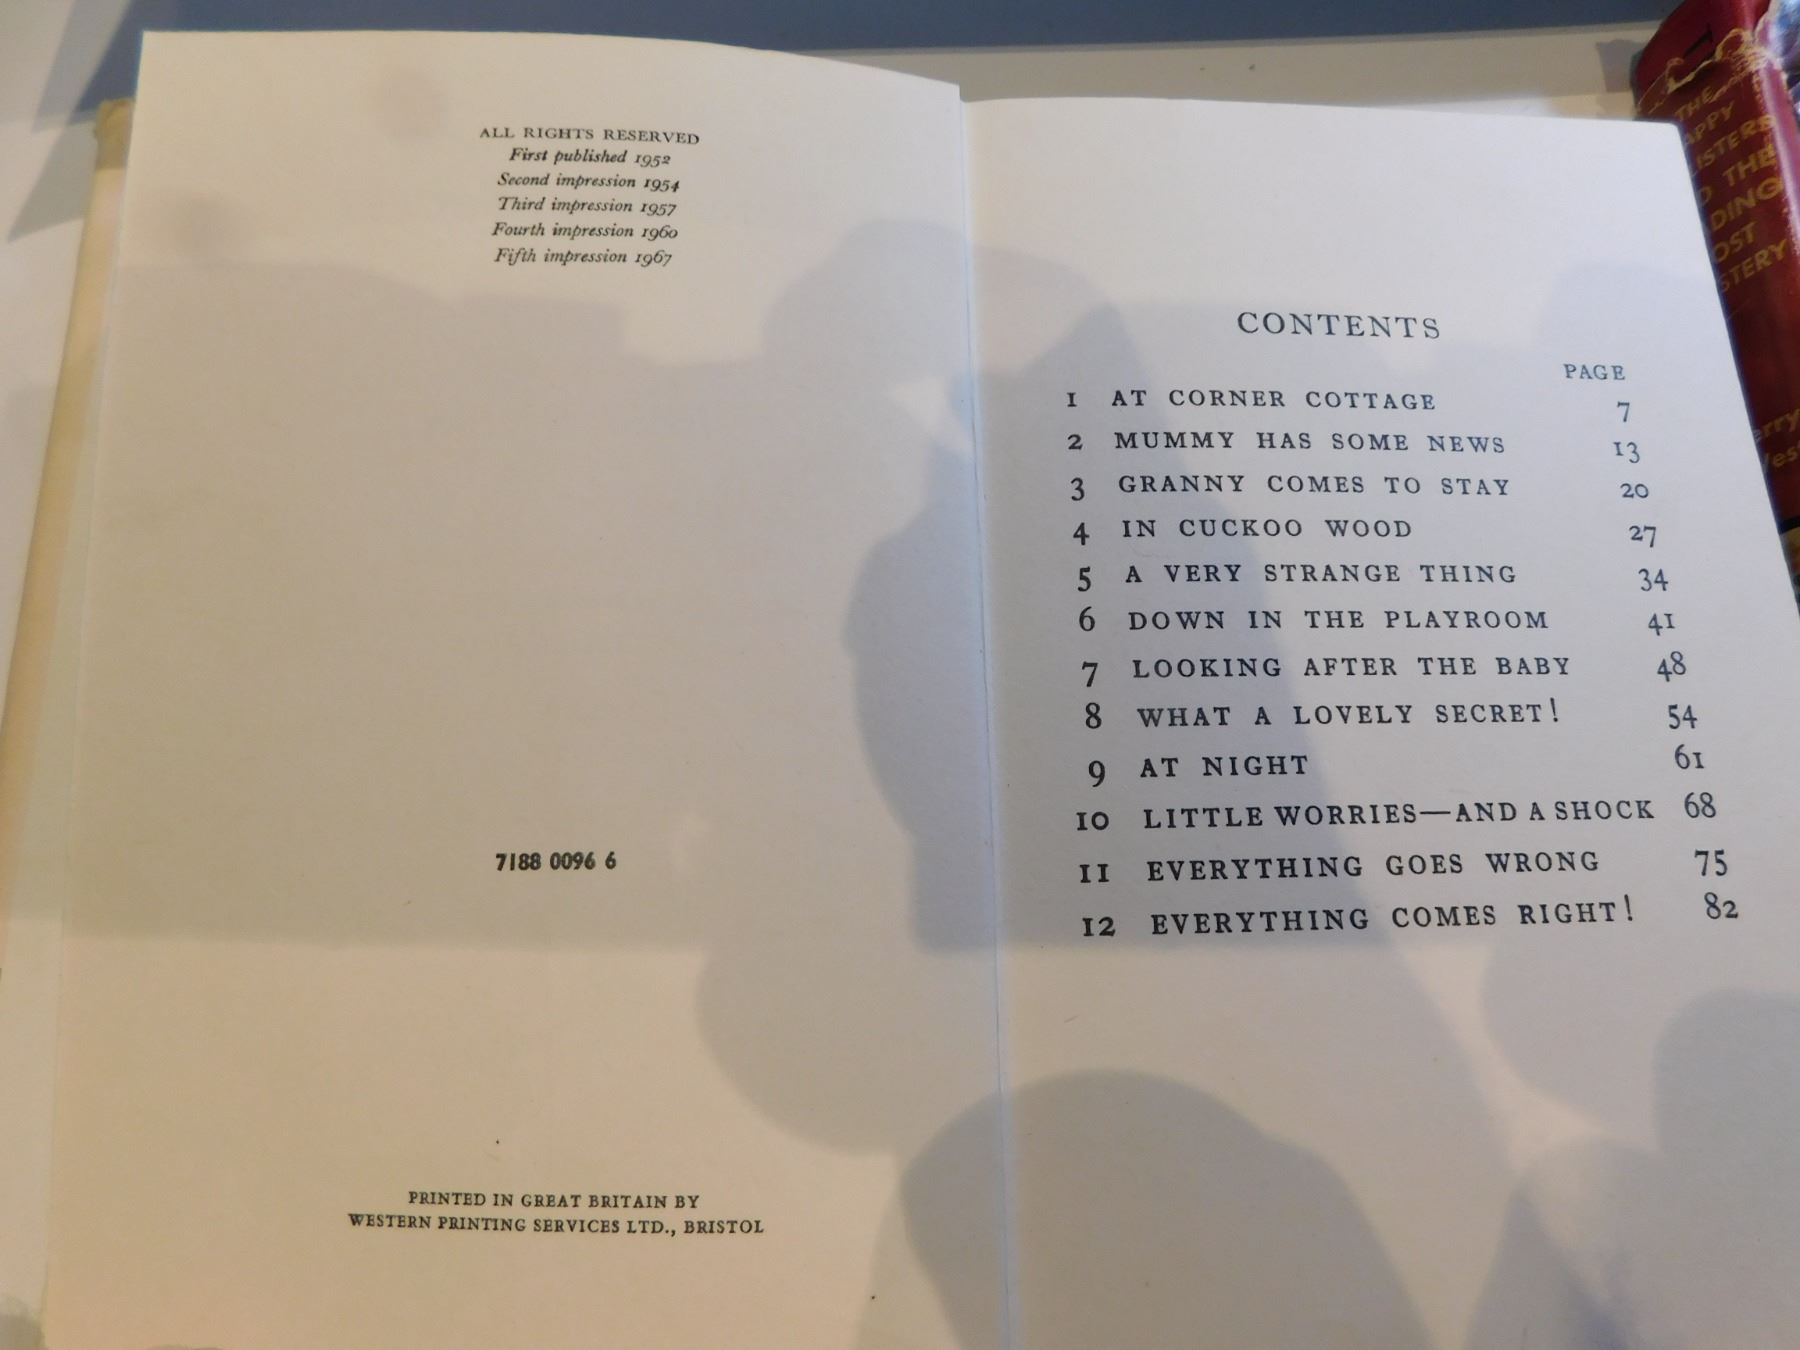 ALL RIGHTS RESERVED
First published 1952
Second impression 1954
Third impression 1957
Fourth impression 1960
Fifth impression 1967
7188 0096 6
PRINTED IN GREAT BRITAIN BY
WESTERN PRINTING SERVICES LTD., BRISTOL
CONTENTS
PAGE
1 AT CORNER COTTAGE 7
2 MUMMY HAS SOME NEWS 13
3 GRANNY COMES TO STAY 20
4 IN CUCKOO WOOD 27
5 A VERY STRANGE THING 34
6 DOWN IN THE PLAYROOM 41
7 LOOKING AFTER THE BABY 48
8 WHAT A LOVELY SECRET! 54
9 AT NIGHT 61
10 LITTLE WORRIES—AND A SHOCK 68
11 EVERYTHING GOES WRONG 75
12 EVERYTHING COMES RIGHT! 82
THE
THE